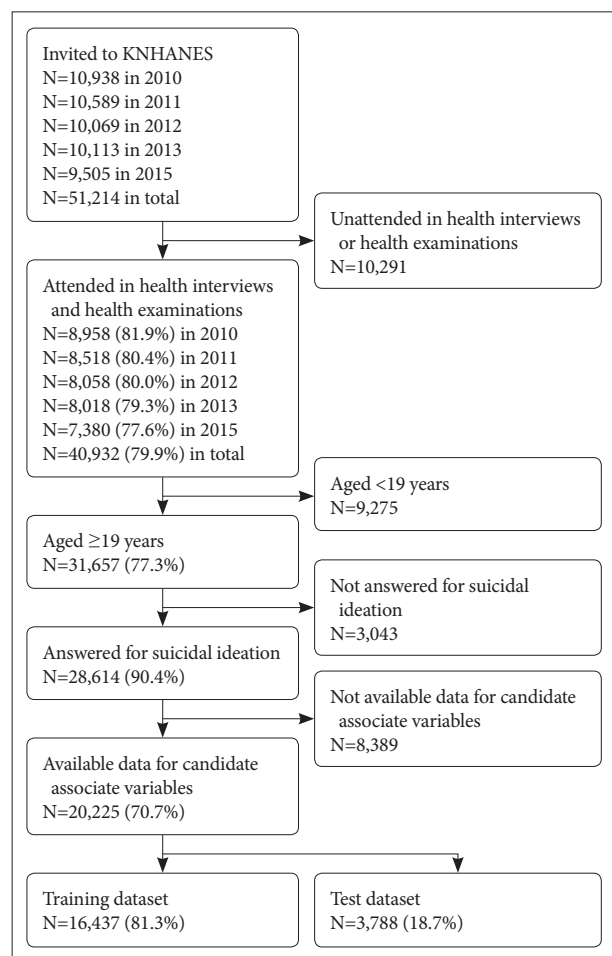 Invited to KNHANES
N=10,938 in 2010
N=10,589 in 2011
N=10,069 in 2012
N=10,113 in 2013
N=9,505 in 2015
N=51,214 in total
Unattended in health interviews
or health examinations
N=10,291
Attended in health interviews
and health examinations
N=8,958 (81.9%) in 2010
N=8,518 (80.4%) in 2011
N=8,058 (80.0%) in 2012
N=8,018 (79.3%) in 2013
N=7,380 (77.6%) in 2015
N=40,932 (79.9%) in total
Aged <19 years
N=9,275
Aged ≥19 years
N=31,657 (77.3%)
Not answered for suicidal
ideation
N=3,043
Answered for suicidal ideation
N=28,614 (90.4%)
Not available data for candidate
associate variables
N=8,389
Available data for candidate
associate variables
N=20,225 (70.7%)
Training dataset
N=16,437 (81.3%)
Test dataset
N=3,788 (18.7%)